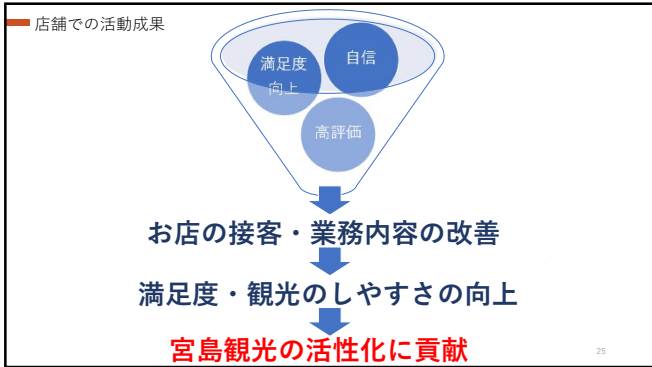 店舗での活動成果
自信
満足度
向上
高評価
お店の接客・業務内容の改善
満足度・観光のしやすさの向上
宮島観光の活性化に貢献
25